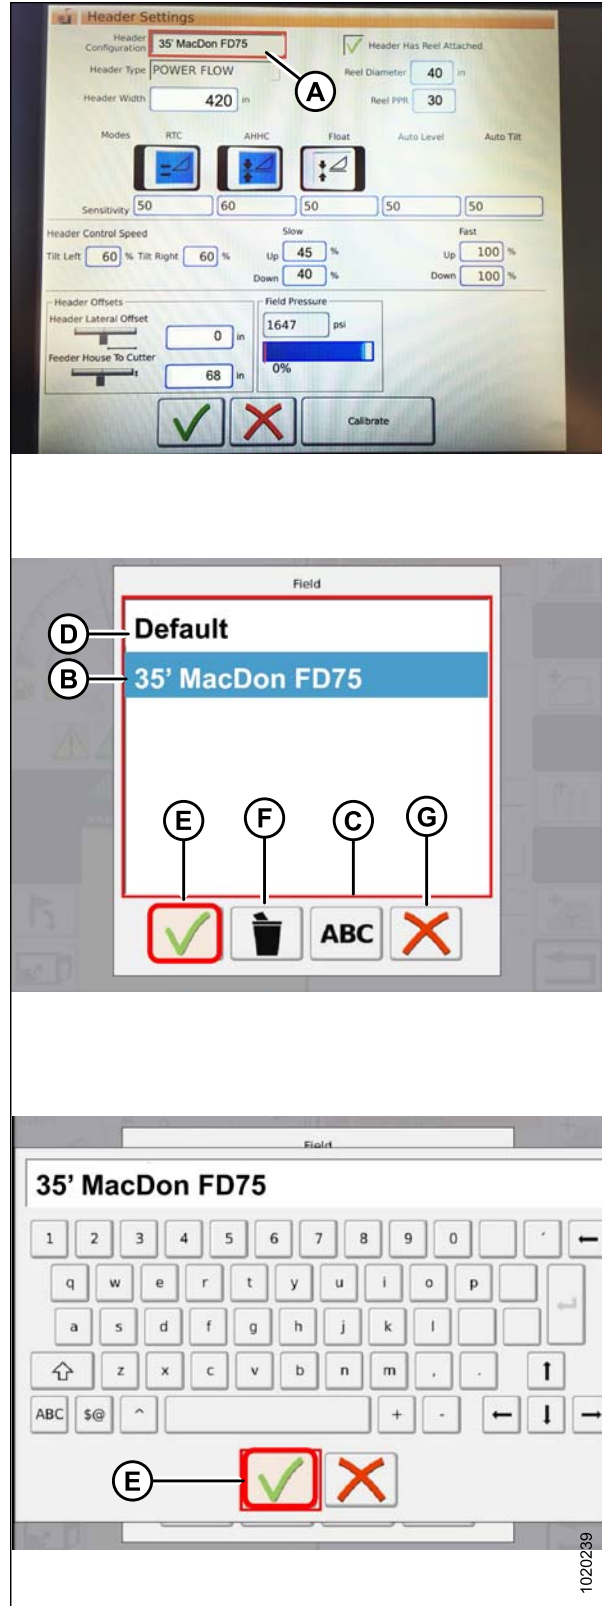 Header Settings
Header Configuration 35' MacDon FD75
Header Has Reel Attached
Header Type POWER FLOW
Reel Diameter 40 in
A
Header Width 420 in
Reel PPR 30
Modes RTC AHHC Float Auto Level Auto Tilt
Sensitivity 50 60 50 50 50
Header Control Speed Slow Fast
Tilt Left 60 % Tilt Right 60 % Up 45 % Up 100 %
Down 40 % Down 100 %
Header Offsets Field Pressure
Header Lateral Offset
0 in 1647 psi
Feeder House To Cutter
68 in 0%
Calibrate
Field
D Default
B 35' MacDon FD75
E F C G
ABC
Field
35' MacDon FD75
1 2 3 4 5 6 7 8 9 0 ´ ←
q w e r t y u i o p
a s d f g h j k l
z x c v b n m , . ↑
ABC $@ ^ + - ← ↓ →
E
1020239